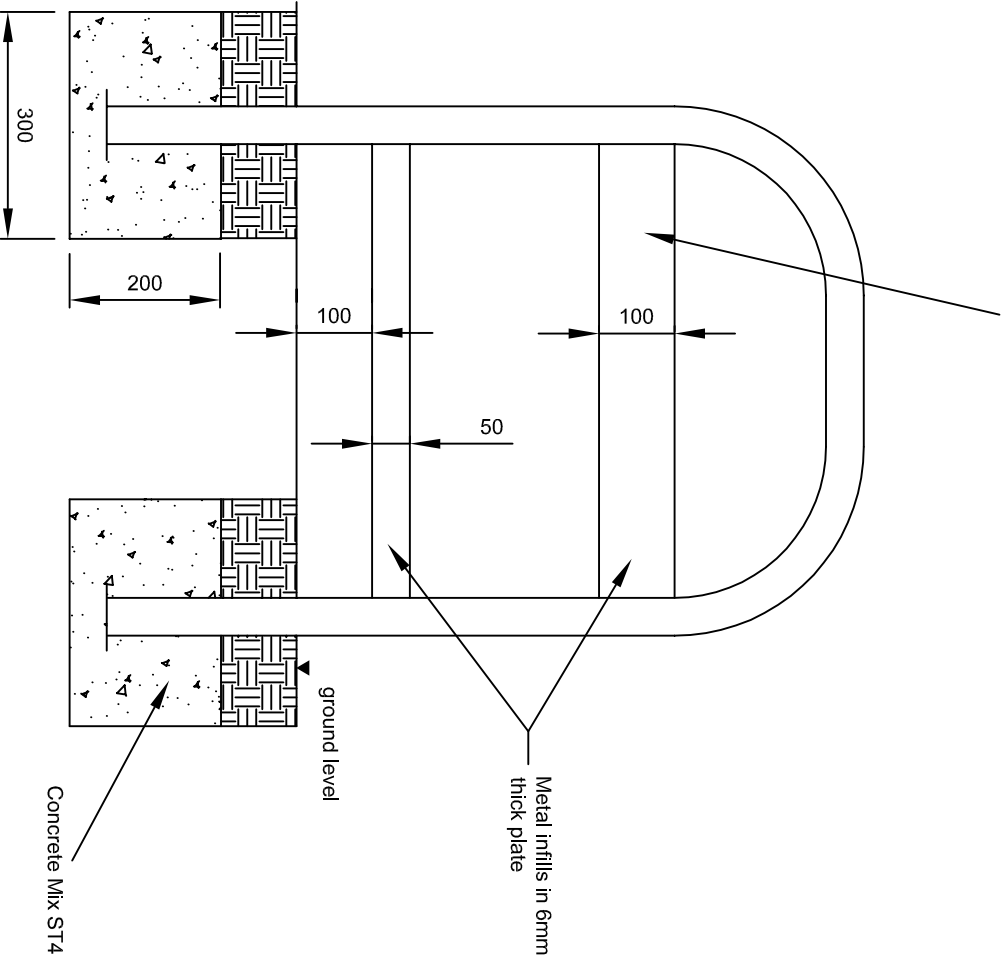 300
200
100
100
50
ground level
Metal infills in 6mm
thick plate
Concrete Mix ST4